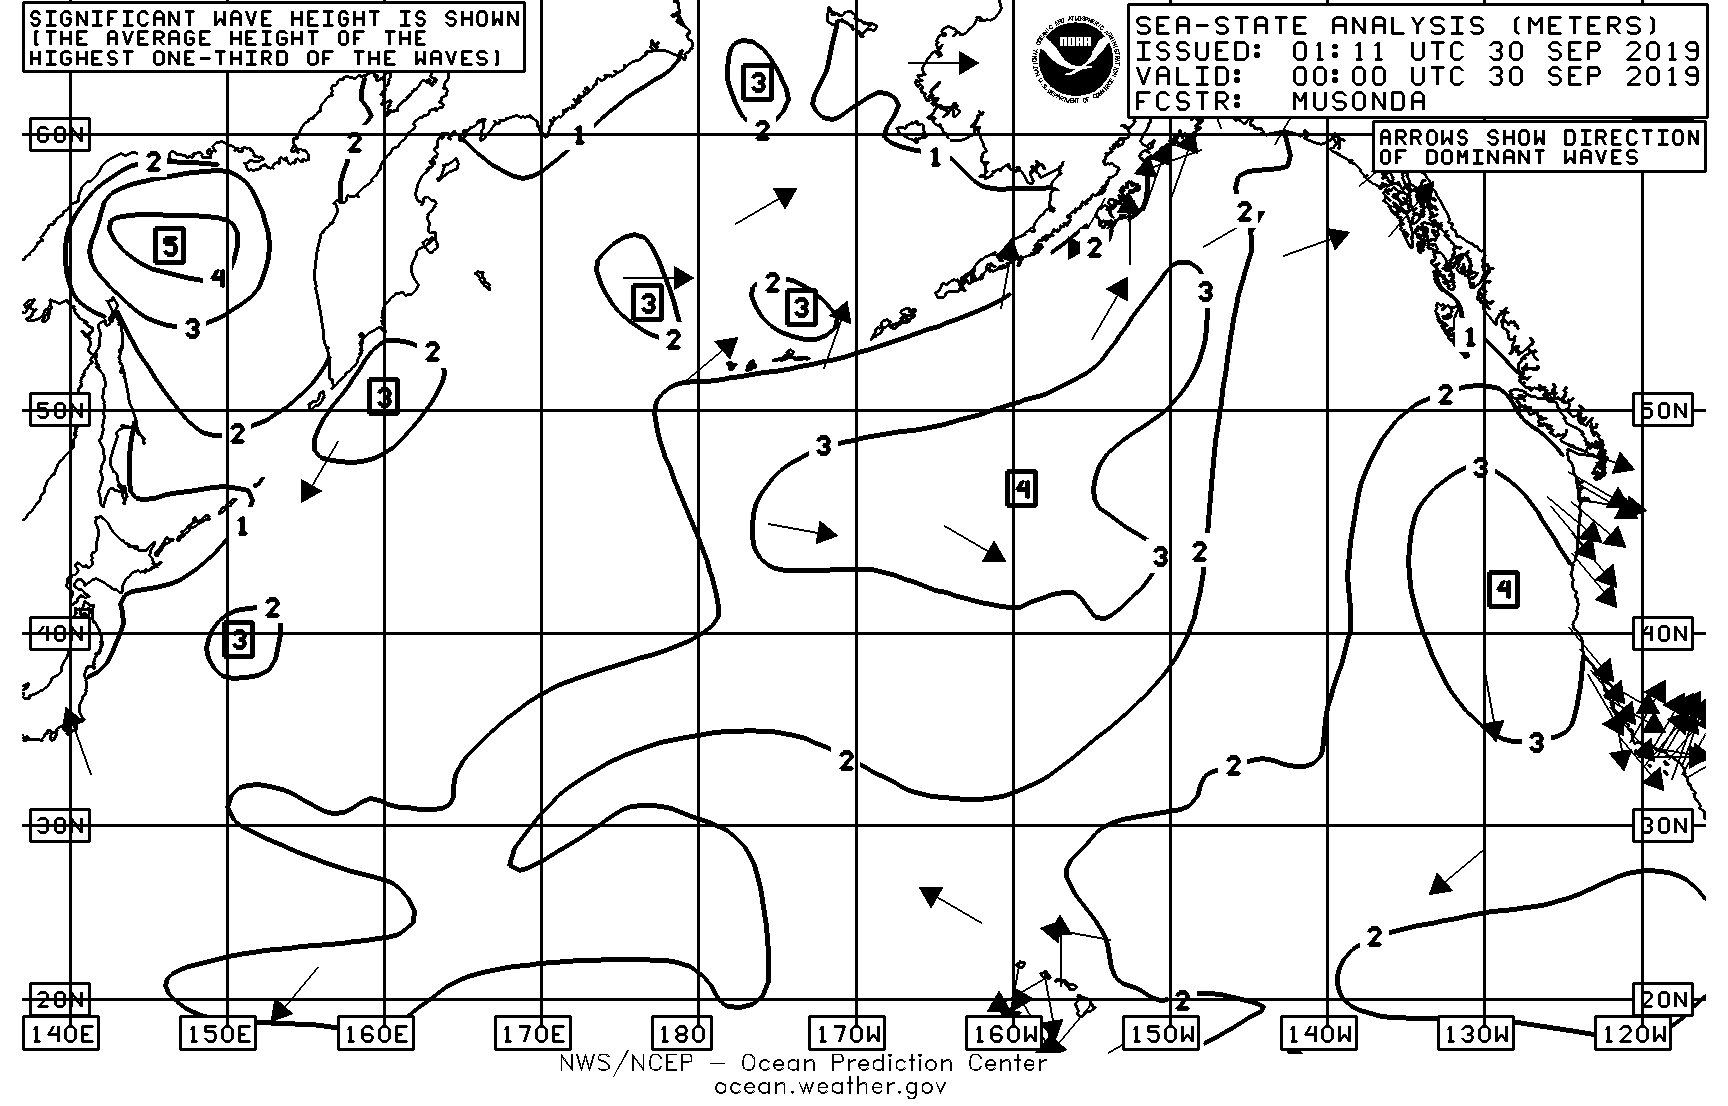 SIGNIFICANT WAVE HEIGHT IS SHOWN
(THE AVERAGE HEIGHT OF THE
HIGHEST ONE-THIRD OF THE WAVES)
NOAA
SEA-STATE ANALYSIS (METERS)
ISSUED: 01:11 UTC 30 SEP 2019
VALID: 00:00 UTC 30 SEP 2019
FCSTR: MUSONDA
ARROWS SHOW DIRECTION
OF DOMINANT WAVES
3
2
60N
1
2
2
1
2
5
4
3
2
3
2
2
3
2
3
1
2
3
50N
2
2
3
3
4
3
50N
1
3
2
4
2
3
40N
40N
2
2
3
30N
30N
2
20N
2
20N
140E 150E 160E 170E 180 170W 160W 150W 140W 130W 120W
NWS/NCEP – Ocean Prediction Center
ocean.weather.gov